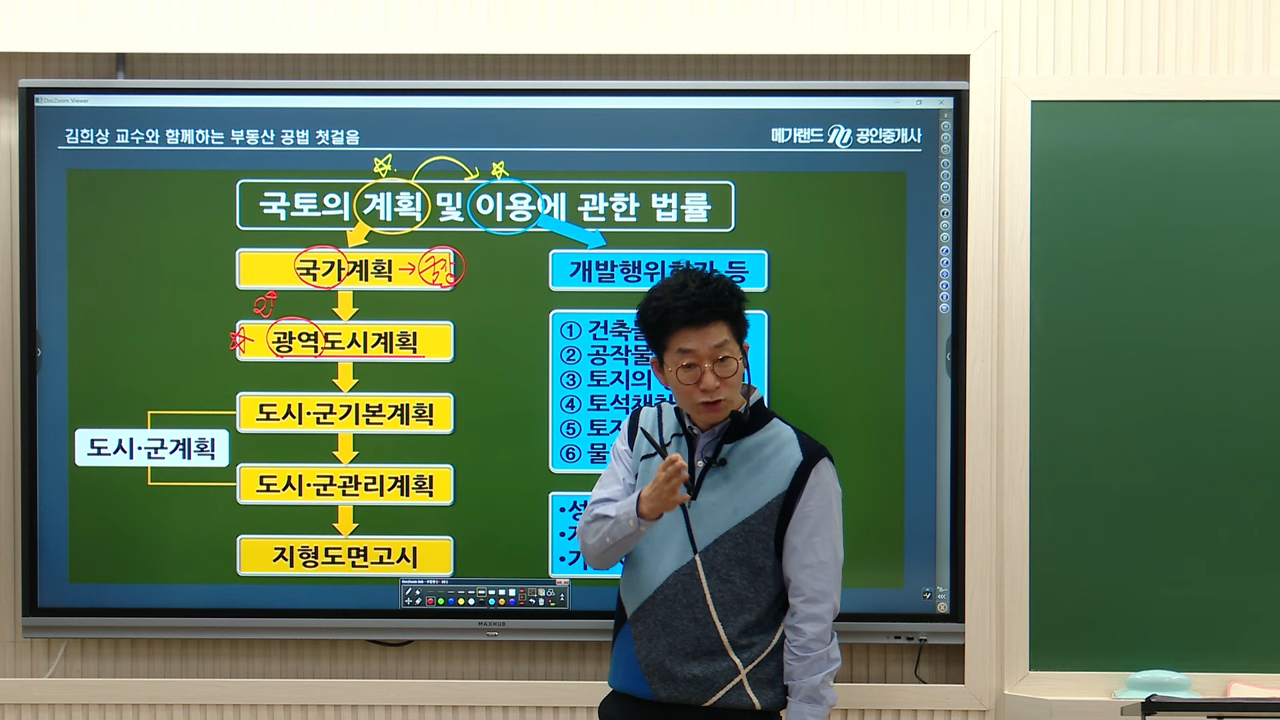 DocZoom Viewer
김희상 교수와 함께하는 부동산 공법 첫걸음
메가랜드 공인중개사
국토의 계획 및 이용에 관한 법률
국가계획 → 국장
개발행위허가 등
2↑
광역도시계획
도시·군기본계획
도시·군계획
도시·군관리계획
지형도면고시
① 건축
② 공작물
③ 토지의
④ 토석채
⑤ 토지
⑥ 물
MAXHUB